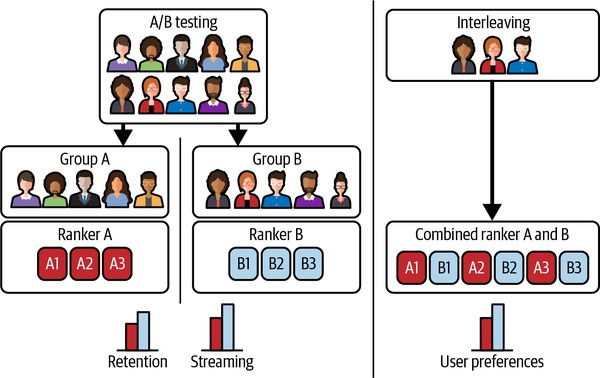 A/B testing
Group A
Group B
Ranker A
A1 A2 A3
Ranker B
B1 B2 B3
Retention
Streaming
Interleaving
Combined ranker A and B
A1 B1 A2 B2 A3 B3
User preferences